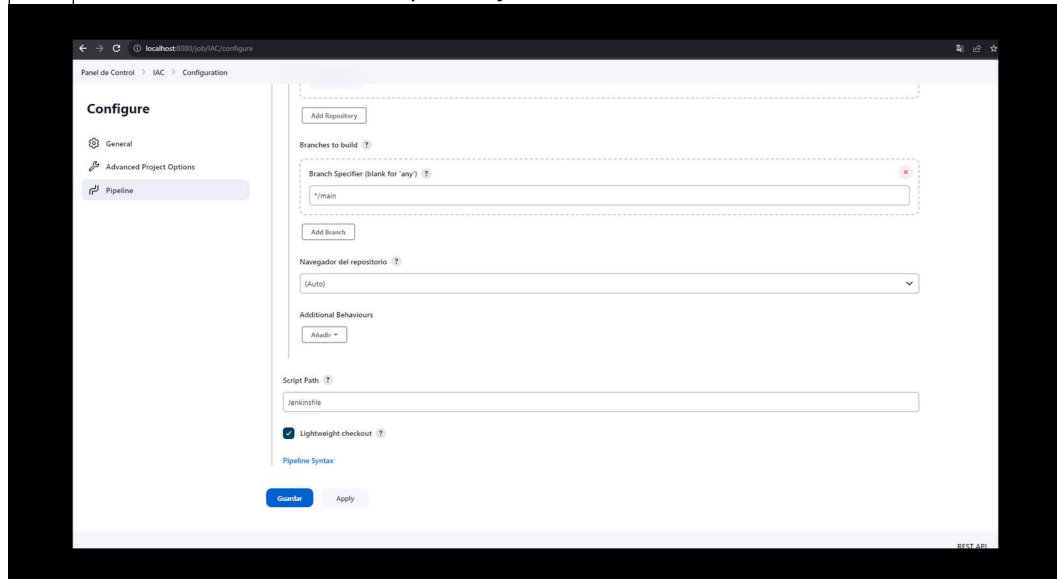 localhost:8080/job/IAC/configure
Panel de Control > IAC > Configuration
Configure
General
Advanced Project Options
Pipeline
Add Repository
Branches to build ?
Branch Specifier (blank for 'any') ?
*/main
Add Branch
Navegador del repositorio ?
(Auto)
Additional Behaviours
Añadir
Script Path ?
Jenkinsfile
Lightweight checkout ?
Pipeline Syntax
Guardar Apply
REST API